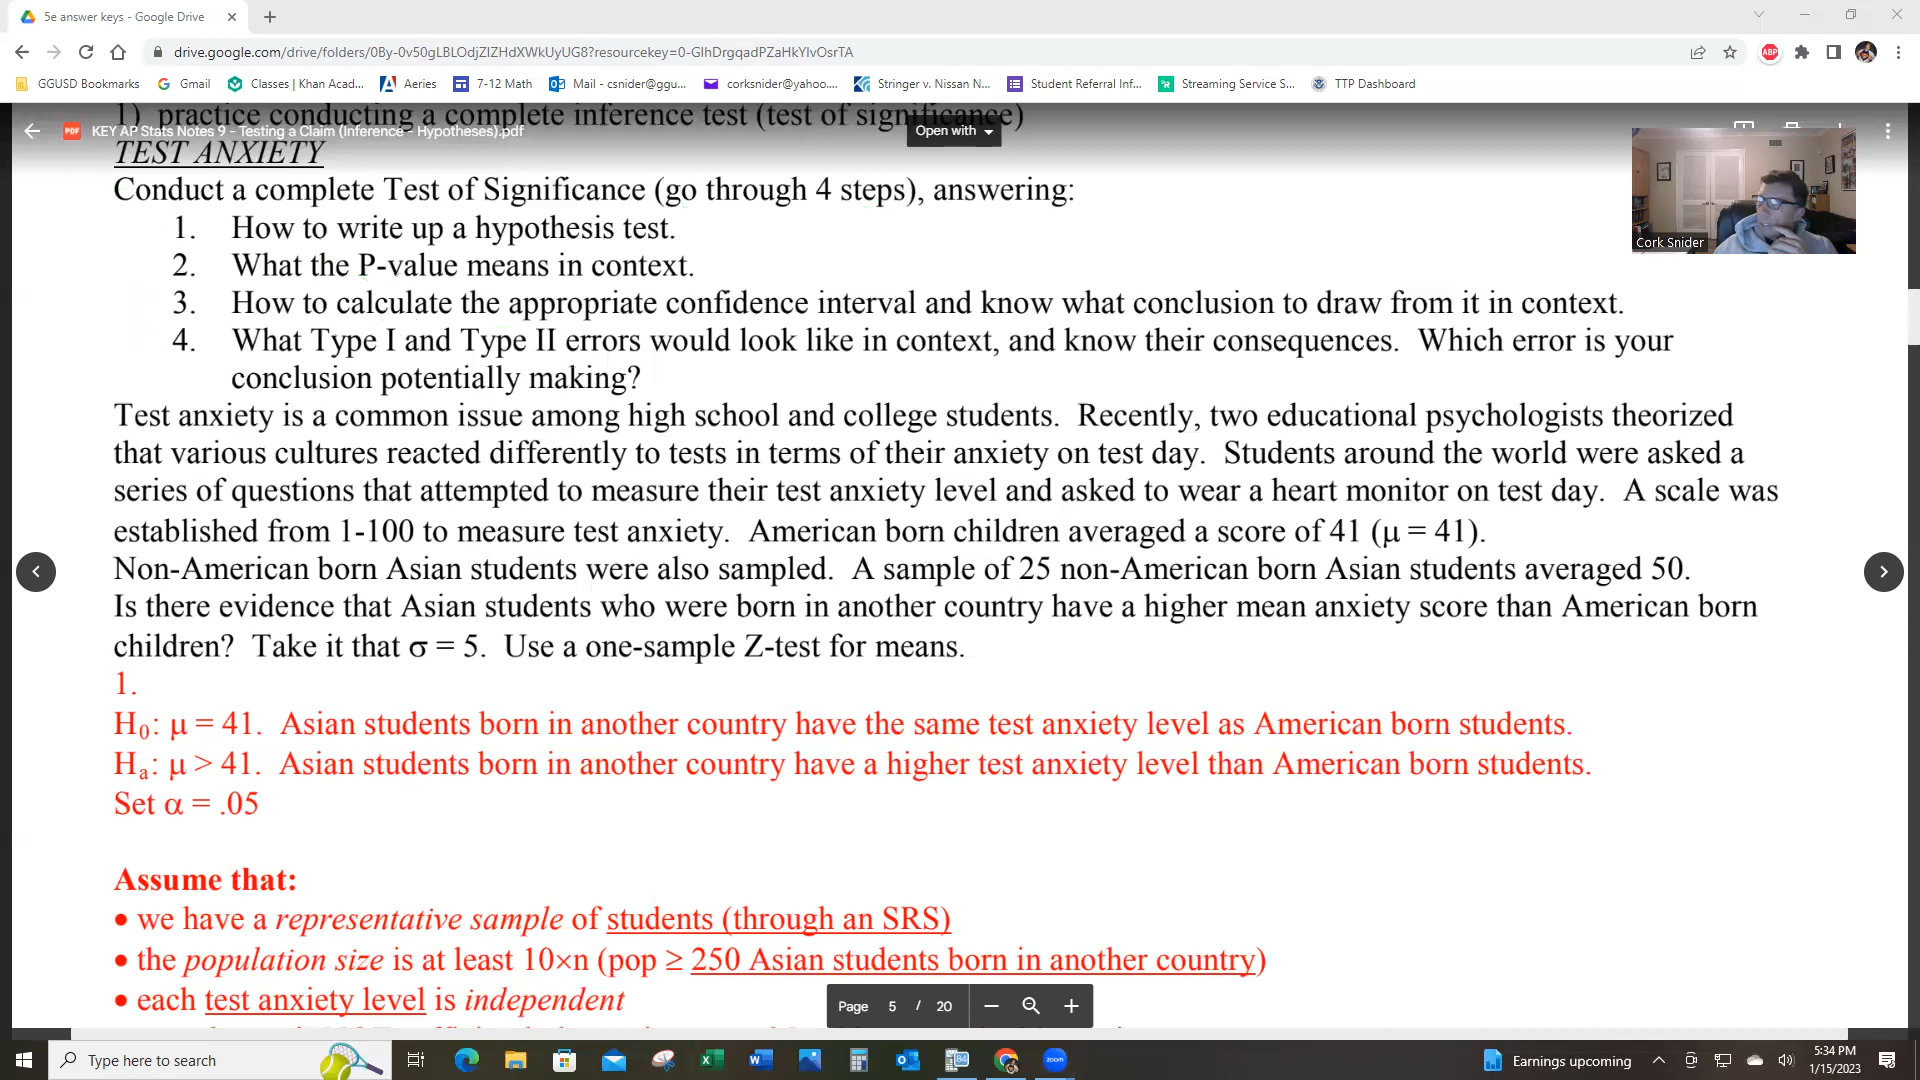 5e answer keys - Google Drive
drive.google.com/drive/folders/0By-0v50gLBLOdjZIZHdXWkUyUG8?resourcekey=0-GlhDrgqadPZaHkYlvOsrTA
ABP
GGUSD Bookmarks Gmail Classes | Khan Acad... Aeries 7-12 Math Mail - csnider@ggu... corksnider@yahoo.... Stringer v. Nissan N... Student Referral Inf... Streaming Service S... TTP Dashboard
1) practice conducting a complete inference test (test of significance)
PDF KEY AP Stats Notes 9 - Testing a Claim (Inference - Hypotheses).pdf Open with
TEST ANXIETY
Conduct a complete Test of Significance (go through 4 steps), answering:
1. How to write up a hypothesis test.
Cork Snider
2. What the P-value means in context.
3. How to calculate the appropriate confidence interval and know what conclusion to draw from it in context.
4. What Type I and Type II errors would look like in context, and know their consequences. Which error is your
conclusion potentially making?
Test anxiety is a common issue among high school and college students. Recently, two educational psychologists theorized
that various cultures reacted differently to tests in terms of their anxiety on test day. Students around the world were asked a
series of questions that attempted to measure their test anxiety level and asked to wear a heart monitor on test day. A scale was
established from 1-100 to measure test anxiety. American born children averaged a score of 41 (μ = 41).
Non-American born Asian students were also sampled. A sample of 25 non-American born Asian students averaged 50.
Is there evidence that Asian students who were born in another country have a higher mean anxiety score than American born
children? Take it that σ = 5. Use a one-sample Z-test for means.
1.
H₀: μ = 41. Asian students born in another country have the same test anxiety level as American born students.
Hₐ: μ > 41. Asian students born in another country have a higher test anxiety level than American born students.
Set α = .05
Assume that:
• we have a representative sample of students (through an SRS)
• the population size is at least 10×n (pop ≥ 250 Asian students born in another country)
• each test anxiety level is independent
Page 5 / 20
Type here to search
84
zoom
Earnings upcoming
5:34 PM
1/15/2023